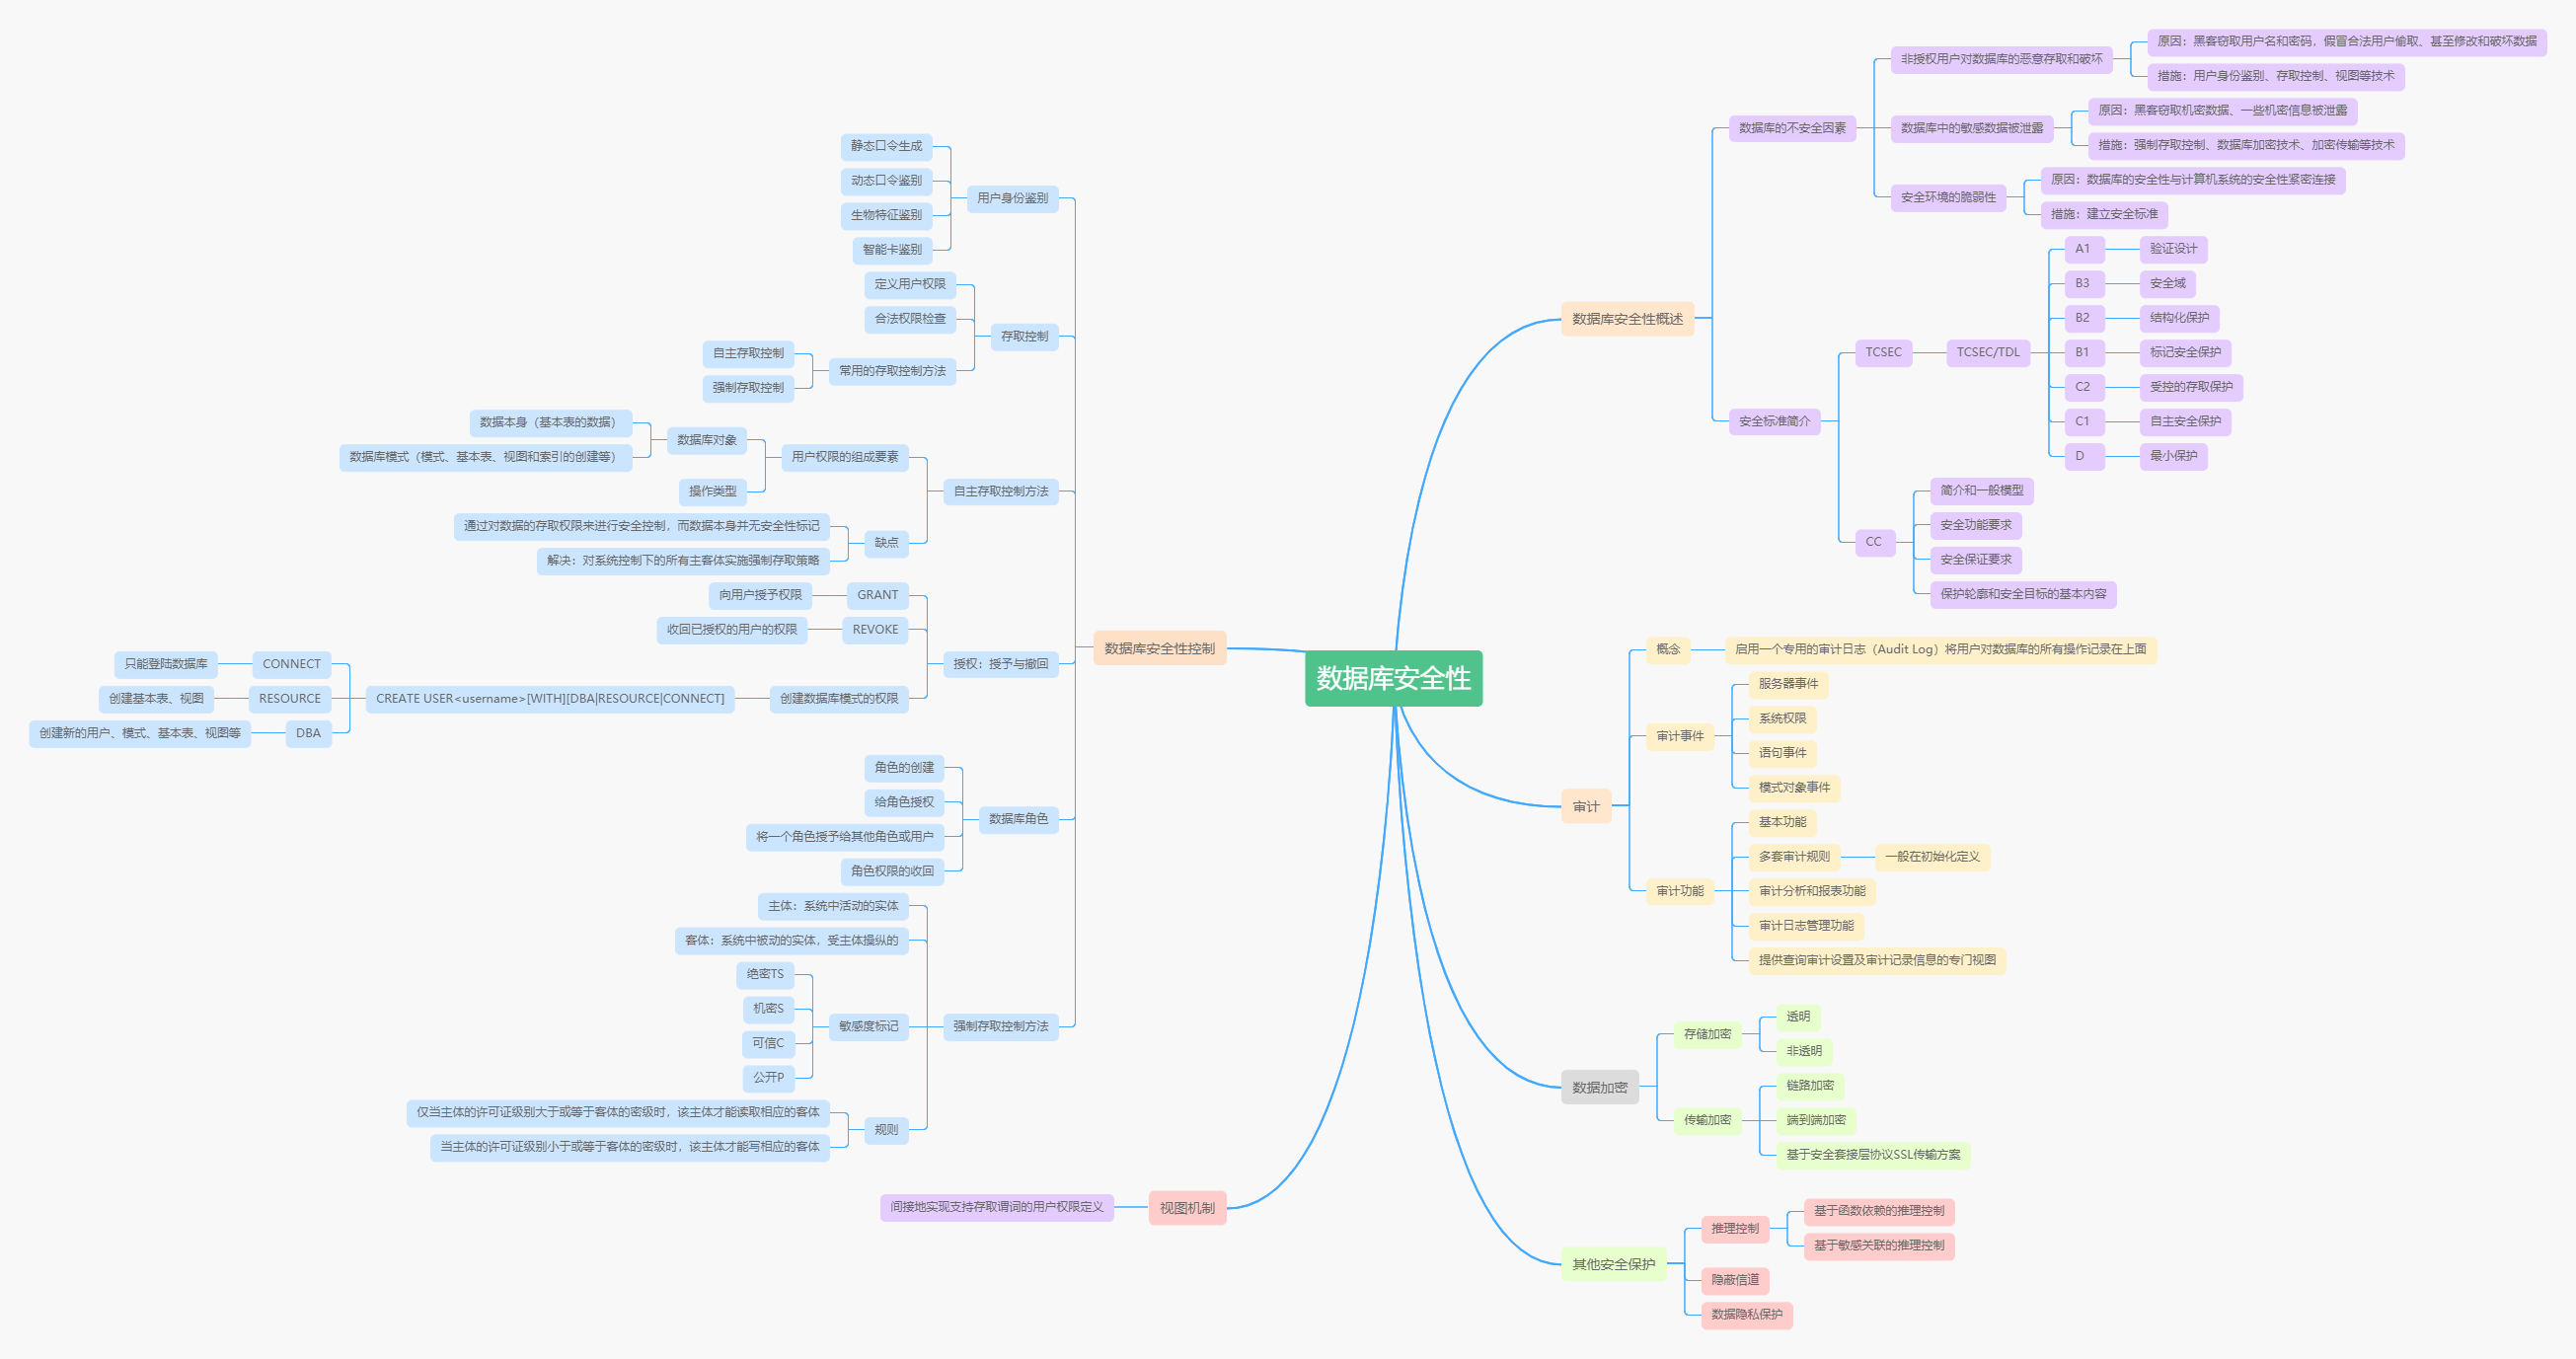 数据库安全性
数据库安全性概述
数据库的不安全因素
非授权用户对数据库的恶意存取和破坏
原因：黑客窃取用户名和密码，假冒合法用户偷取、甚至修改和破坏数据
措施：用户身份鉴别、存取控制、视图等技术
数据库中的敏感数据被泄露
原因：黑客窃取机密数据、一些机密信息被泄露
措施：强制存取控制、数据库加密技术、加密传输等技术
安全环境的脆弱性
原因：数据库的安全性与计算机系统的安全性紧密连接
措施：建立安全标准
安全标准简介
TCSEC
TCSEC/TDL
A1
验证设计
B3
安全域
B2
结构化保护
B1
标记安全保护
C2
受控的存取保护
C1
自主安全保护
D
最小保护
CC
简介和一般模型
安全功能要求
安全保证要求
保护轮廓和安全目标的基本内容
审计
概念
启用一个专用的审计日志（Audit Log）将用户对数据库的所有操作记录在上面
审计事件
服务器事件
系统权限
语句事件
模式对象事件
审计功能
基本功能
多套审计规则
一般在初始化定义
审计分析和报表功能
审计日志管理功能
提供查询审计设置及审计记录信息的专门视图
数据加密
存储加密
透明
非透明
传输加密
链路加密
端到端加密
基于安全套接层协议SSL传输方案
其他安全保护
推理控制
基于函数依赖的推理控制
基于敏感关联的推理控制
隐蔽信道
数据隐私保护
数据库安全性控制
用户身份鉴别
静态口令生成
动态口令鉴别
生物特征鉴别
智能卡鉴别
存取控制
定义用户权限
合法权限检查
常用的存取控制方法
自主存取控制
强制存取控制
自主存取控制方法
用户权限的组成要素
数据库对象
数据本身（基本表的数据）
数据库模式（模式、基本表、视图和索引的创建等）
操作类型
缺点
通过对数据的存取权限来进行安全控制，而数据本身并无安全性标记
解决：对系统控制下的所有主客体实施强制存取策略
授权：授予与撤回
GRANT
向用户授予权限
REVOKE
收回已授权的用户的权限
创建数据库模式的权限
CREATE USER<username>[WITH][DBA|RESOURCE|CONNECT]
CONNECT
只能登陆数据库
RESOURCE
创建基本表、视图
DBA
创建新的用户、模式、基本表、视图等
数据库角色
角色的创建
给角色授权
将一个角色授予给其他角色或用户
角色权限的收回
强制存取控制方法
主体：系统中活动的实体
客体：系统中被动的实体，受主体操纵的
敏感度标记
绝密TS
机密S
可信C
公开P
规则
仅当主体的许可证级别大于或等于客体的密级时，该主体才能读取相应的客体
当主体的许可证级别小于或等于客体的密级时，该主体才能写相应的客体
视图机制
间接地实现支持存取谓词的用户权限定义